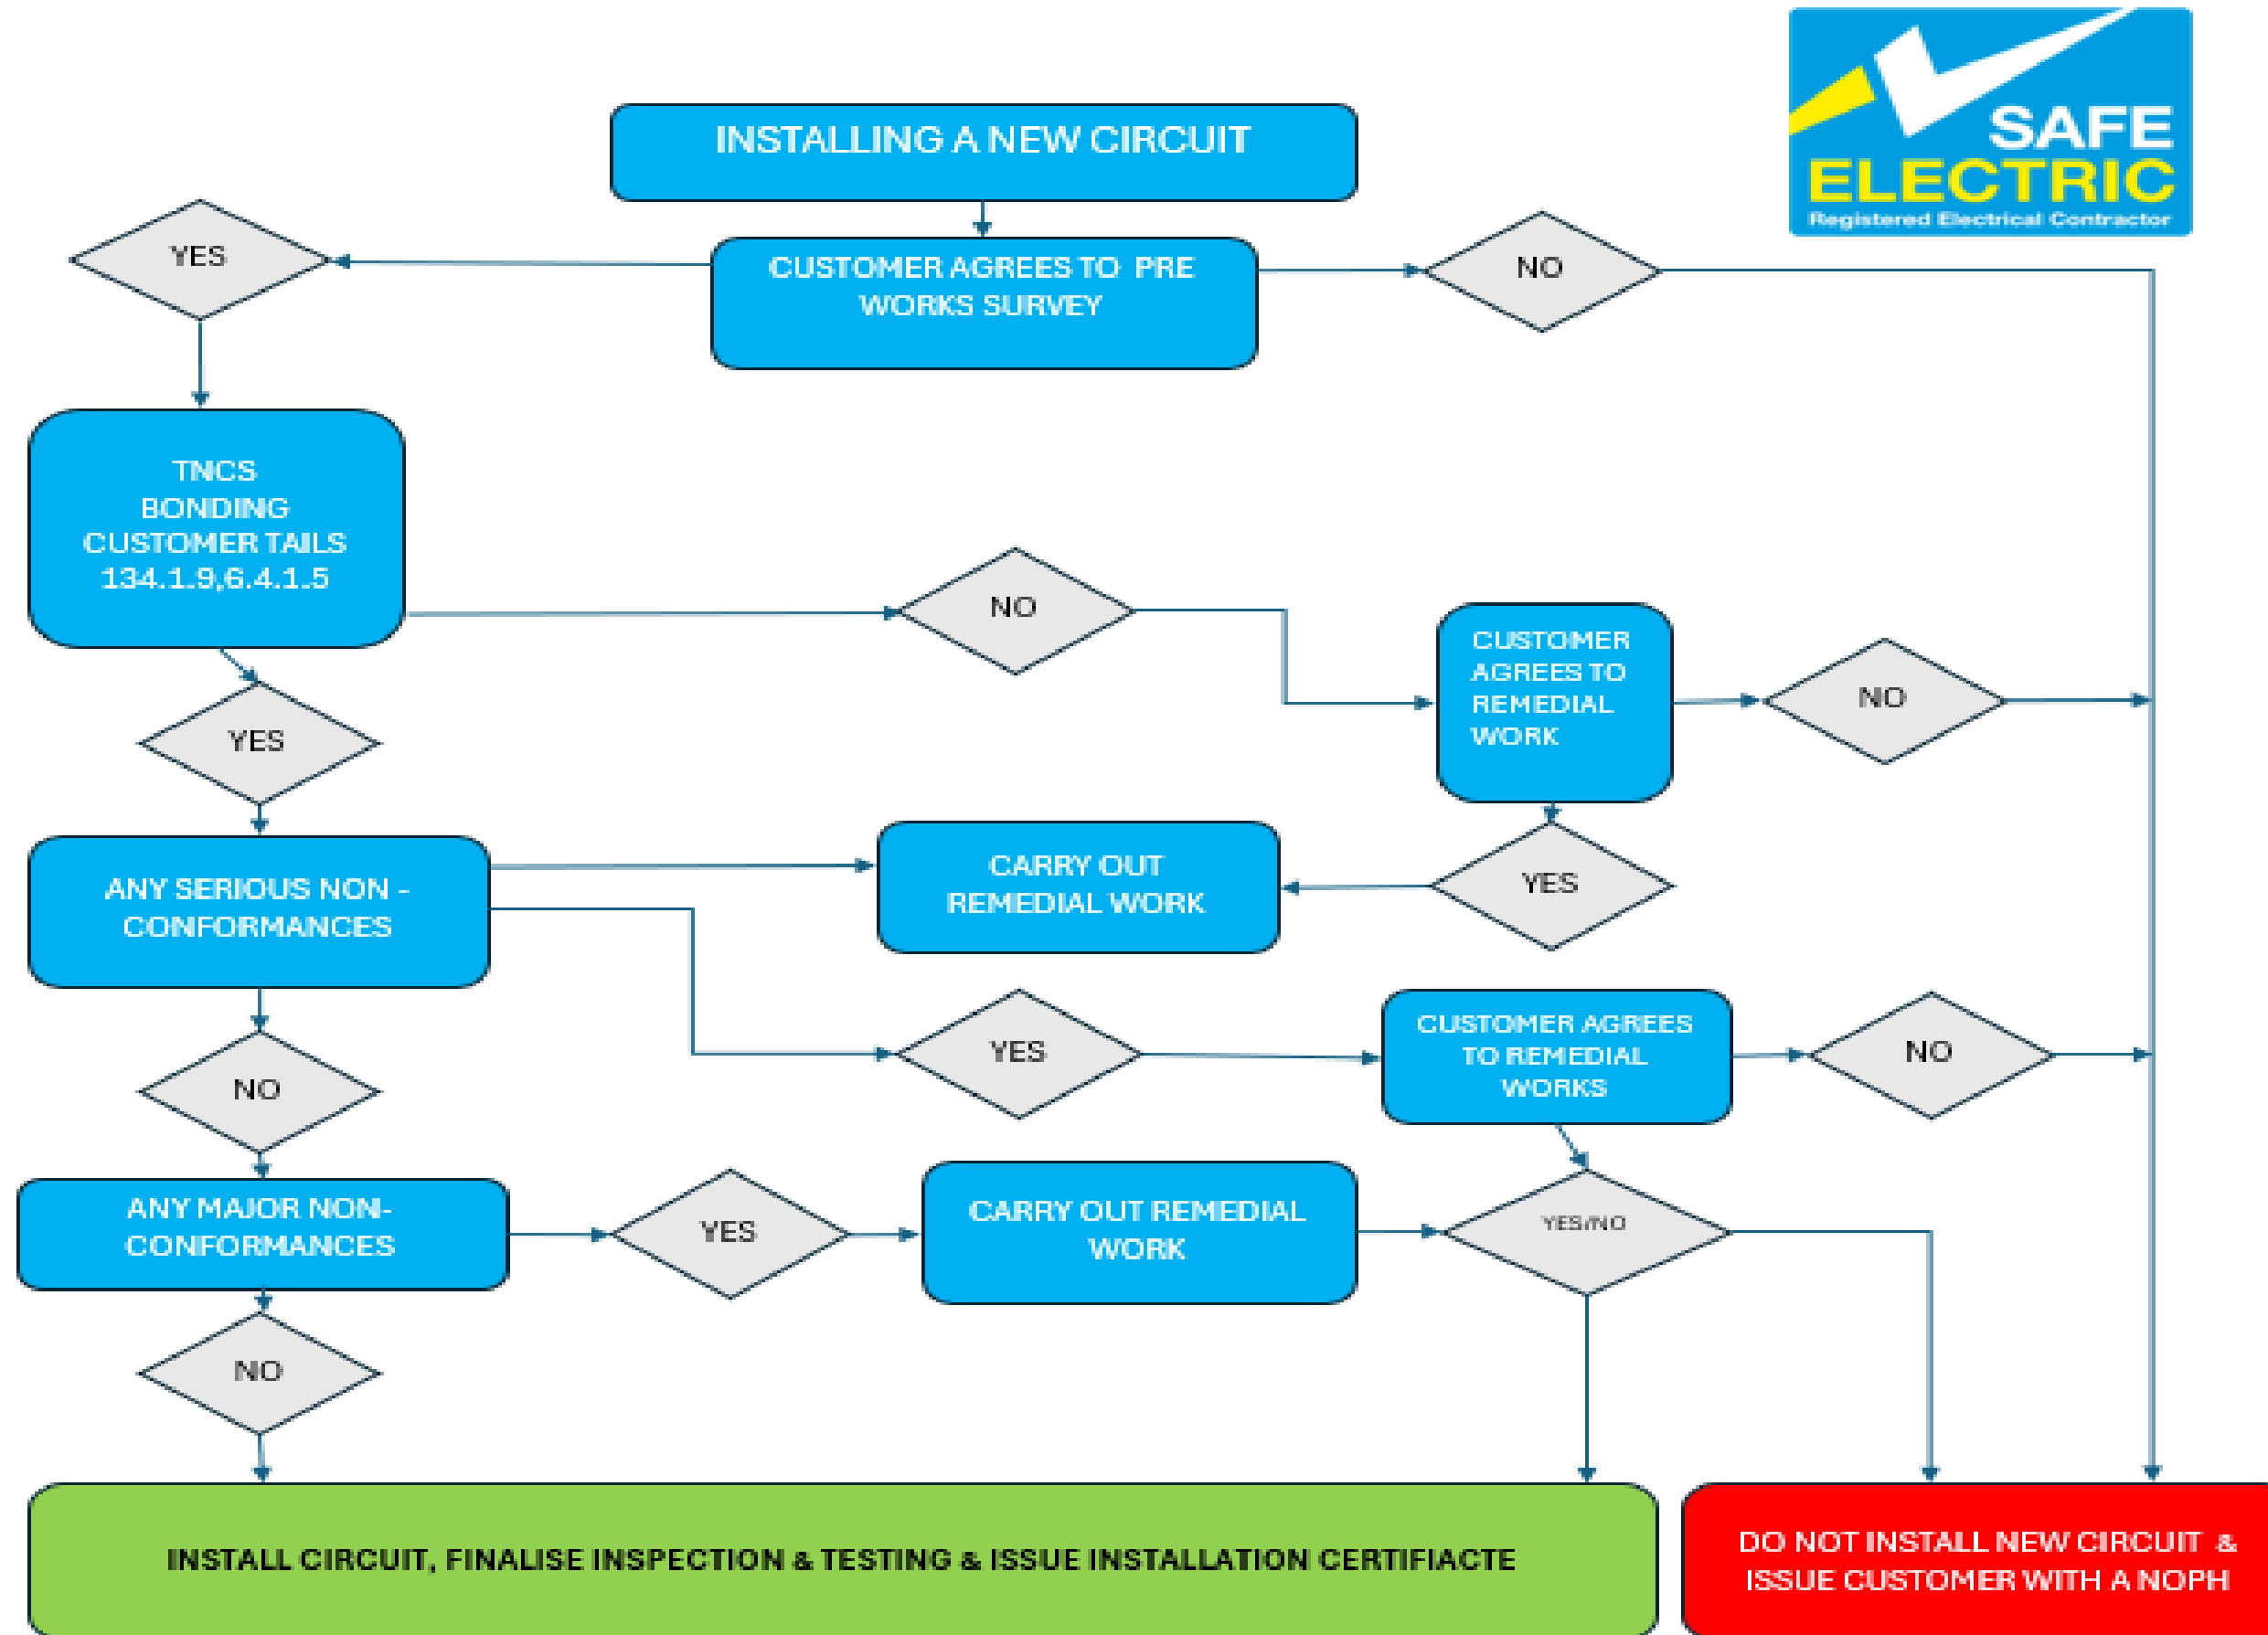 SAFE
ELECTRIC
Registered Electrical Contractor
INSTALLING A NEW CIRCUIT
YES
CUSTOMER AGREES TO PRE
WORKS SURVEY
NO
TNCS
BONDING
CUSTOMER TAILS
134.1.9,6.4.1.5
NO
CUSTOMER
AGREES TO
REMEDIAL
WORK
NO
YES
ANY SERIOUS NON -
CONFORMANCES
CARRY OUT
REMEDIAL WORK
YES
NO
YES
CUSTOMER AGREES
TO REMEDIAL
WORKS
NO
ANY MAJOR NON-
CONFORMANCES
YES
CARRY OUT REMEDIAL
WORK
YES/NO
NO
INSTALL CIRCUIT, FINALISE INSPECTION & TESTING & ISSUE INSTALLATION CERTIFIACTE
DO NOT INSTALL NEW CIRCUIT &
ISSUE CUSTOMER WITH A NOPH